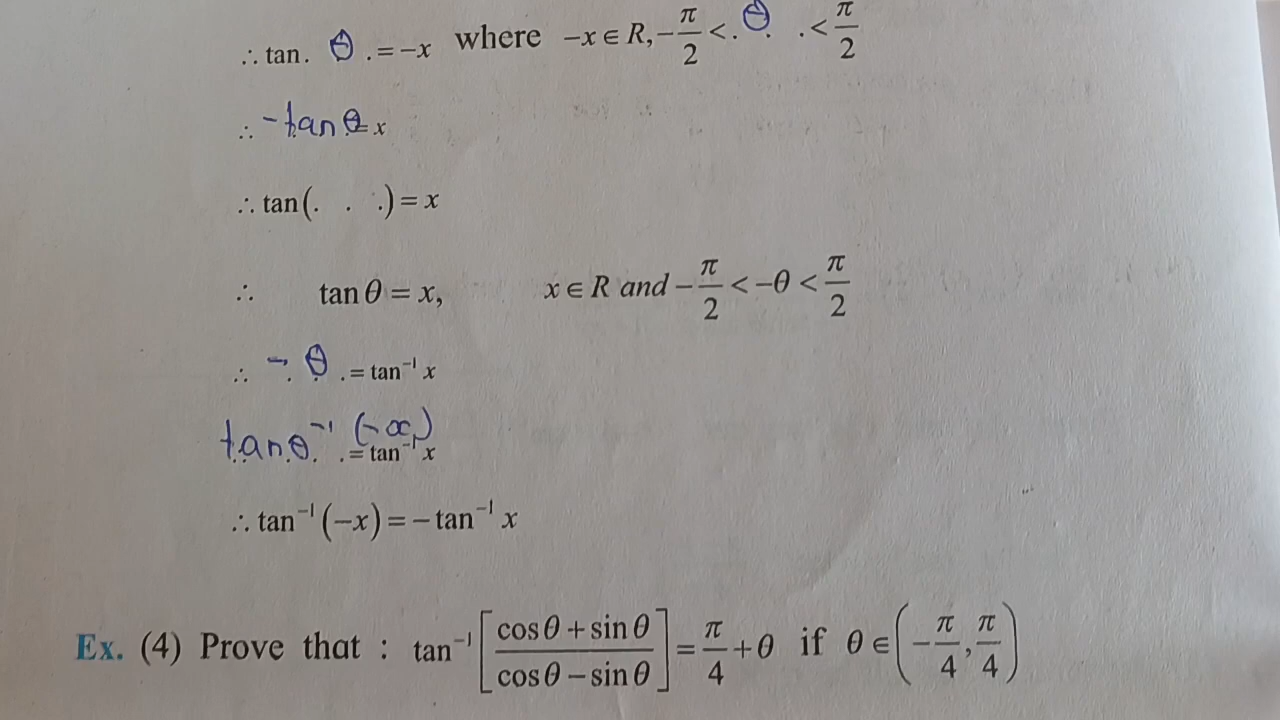 ∴ tan. θ .= −x where −x ∈ R, −π/2 < . θ . . < π/2
∴ −tan θ = x
∴ tan(. . .) = x
∴ tan θ = x, x ∈ R and −π/2 < −θ < π/2
∴ − . θ . = tan⁻¹ x
tan θ⁻¹ (−x) . = tan⁻¹ x
∴ tan⁻¹ (−x) = − tan⁻¹ x
Ex. (4) Prove that : tan⁻¹ [cos θ + sin θ / cos θ − sin θ] = π/4 + θ if θ ∈ (−π/4, π/4)